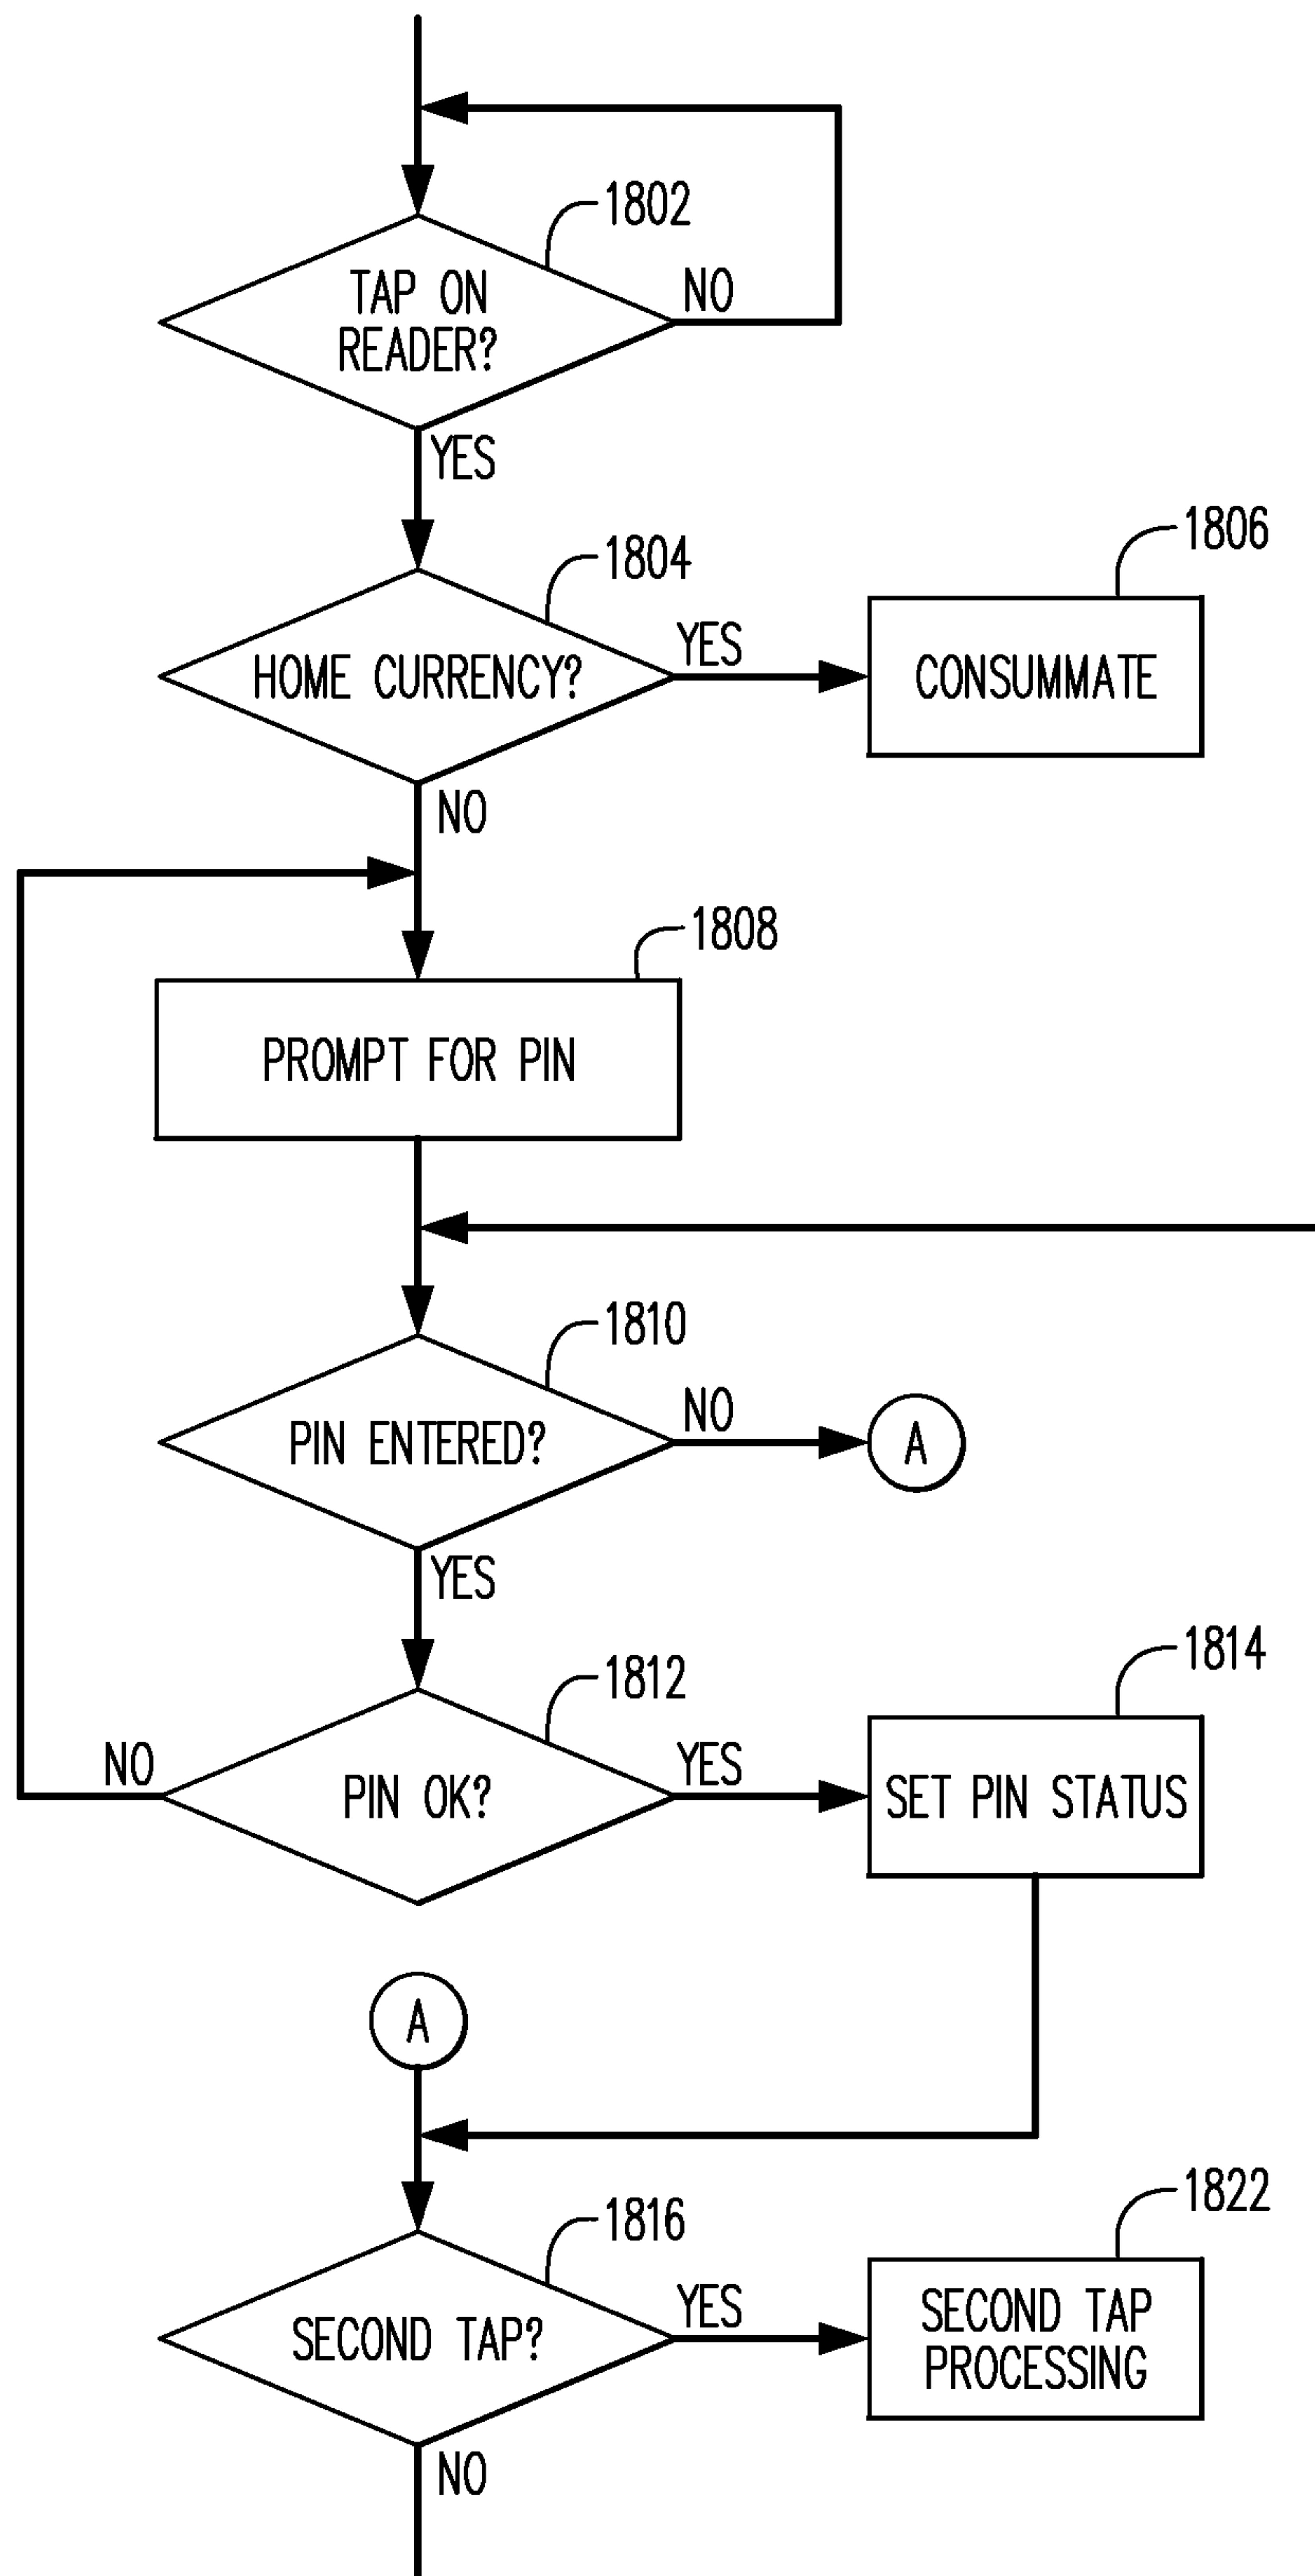 1802
TAP ON
READER?
NO
YES
1804
1806
HOME CURRENCY?
YES
CONSUMMATE
NO
1808
PROMPT FOR PIN
1810
PIN ENTERED?
NO
A
YES
1812
1814
NO
PIN OK?
YES
SET PIN STATUS
A
1816
1822
SECOND TAP?
YES
SECOND TAP
PROCESSING
NO